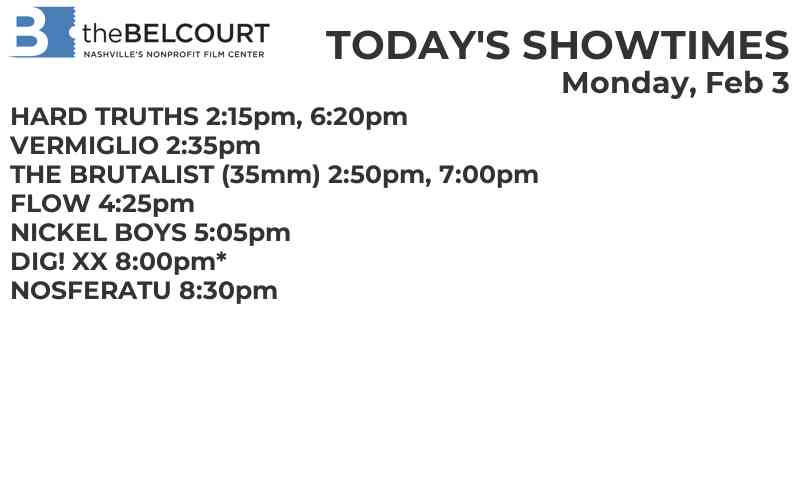 B theBELCOURT
NASHVILLE'S NONPROFIT FILM CENTER
TODAY'S SHOWTIMES
Monday, Feb 3
HARD TRUTHS 2:15pm, 6:20pm
VERMIGLIO 2:35pm
THE BRUTALIST (35mm) 2:50pm, 7:00pm
FLOW 4:25pm
NICKEL BOYS 5:05pm
DIG! XX 8:00pm*
NOSFERATU 8:30pm